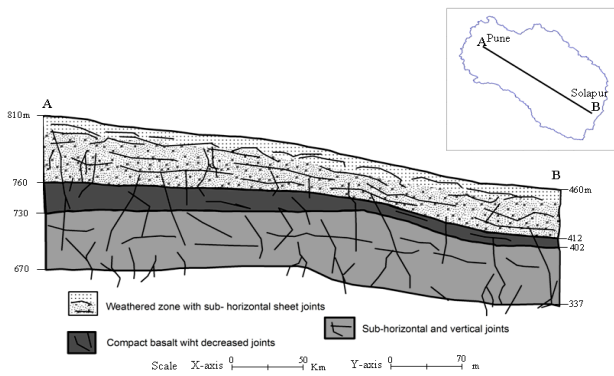 Pune
A
Solapur
B
A
810m
B
760
460m
730
412
402
670
337
Weathered zone with sub- horizontal sheet joints
Sub-horizontal and vertical joints
Compact basalt wiht decreased joints
Scale X-axis 0 50 Km Y-axis 0 70 m